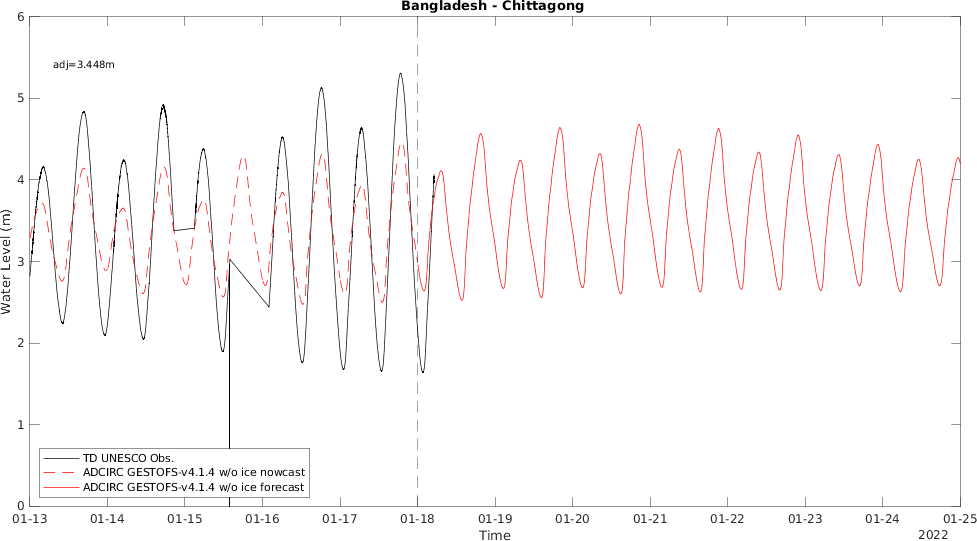 Bangladesh - Chittagong
6
adj=3.448m
5
4
3
2
1
0
Water Level (m)
TD UNESCO Obs.
ADCIRC GESTOFS-v4.1.4 w/o ice nowcast
ADCIRC GESTOFS-v4.1.4 w/o ice forecast
01-13 01-14 01-15 01-16 01-17 01-18 01-19 01-20 01-21 01-22 01-23 01-24 01-25
Time
2022